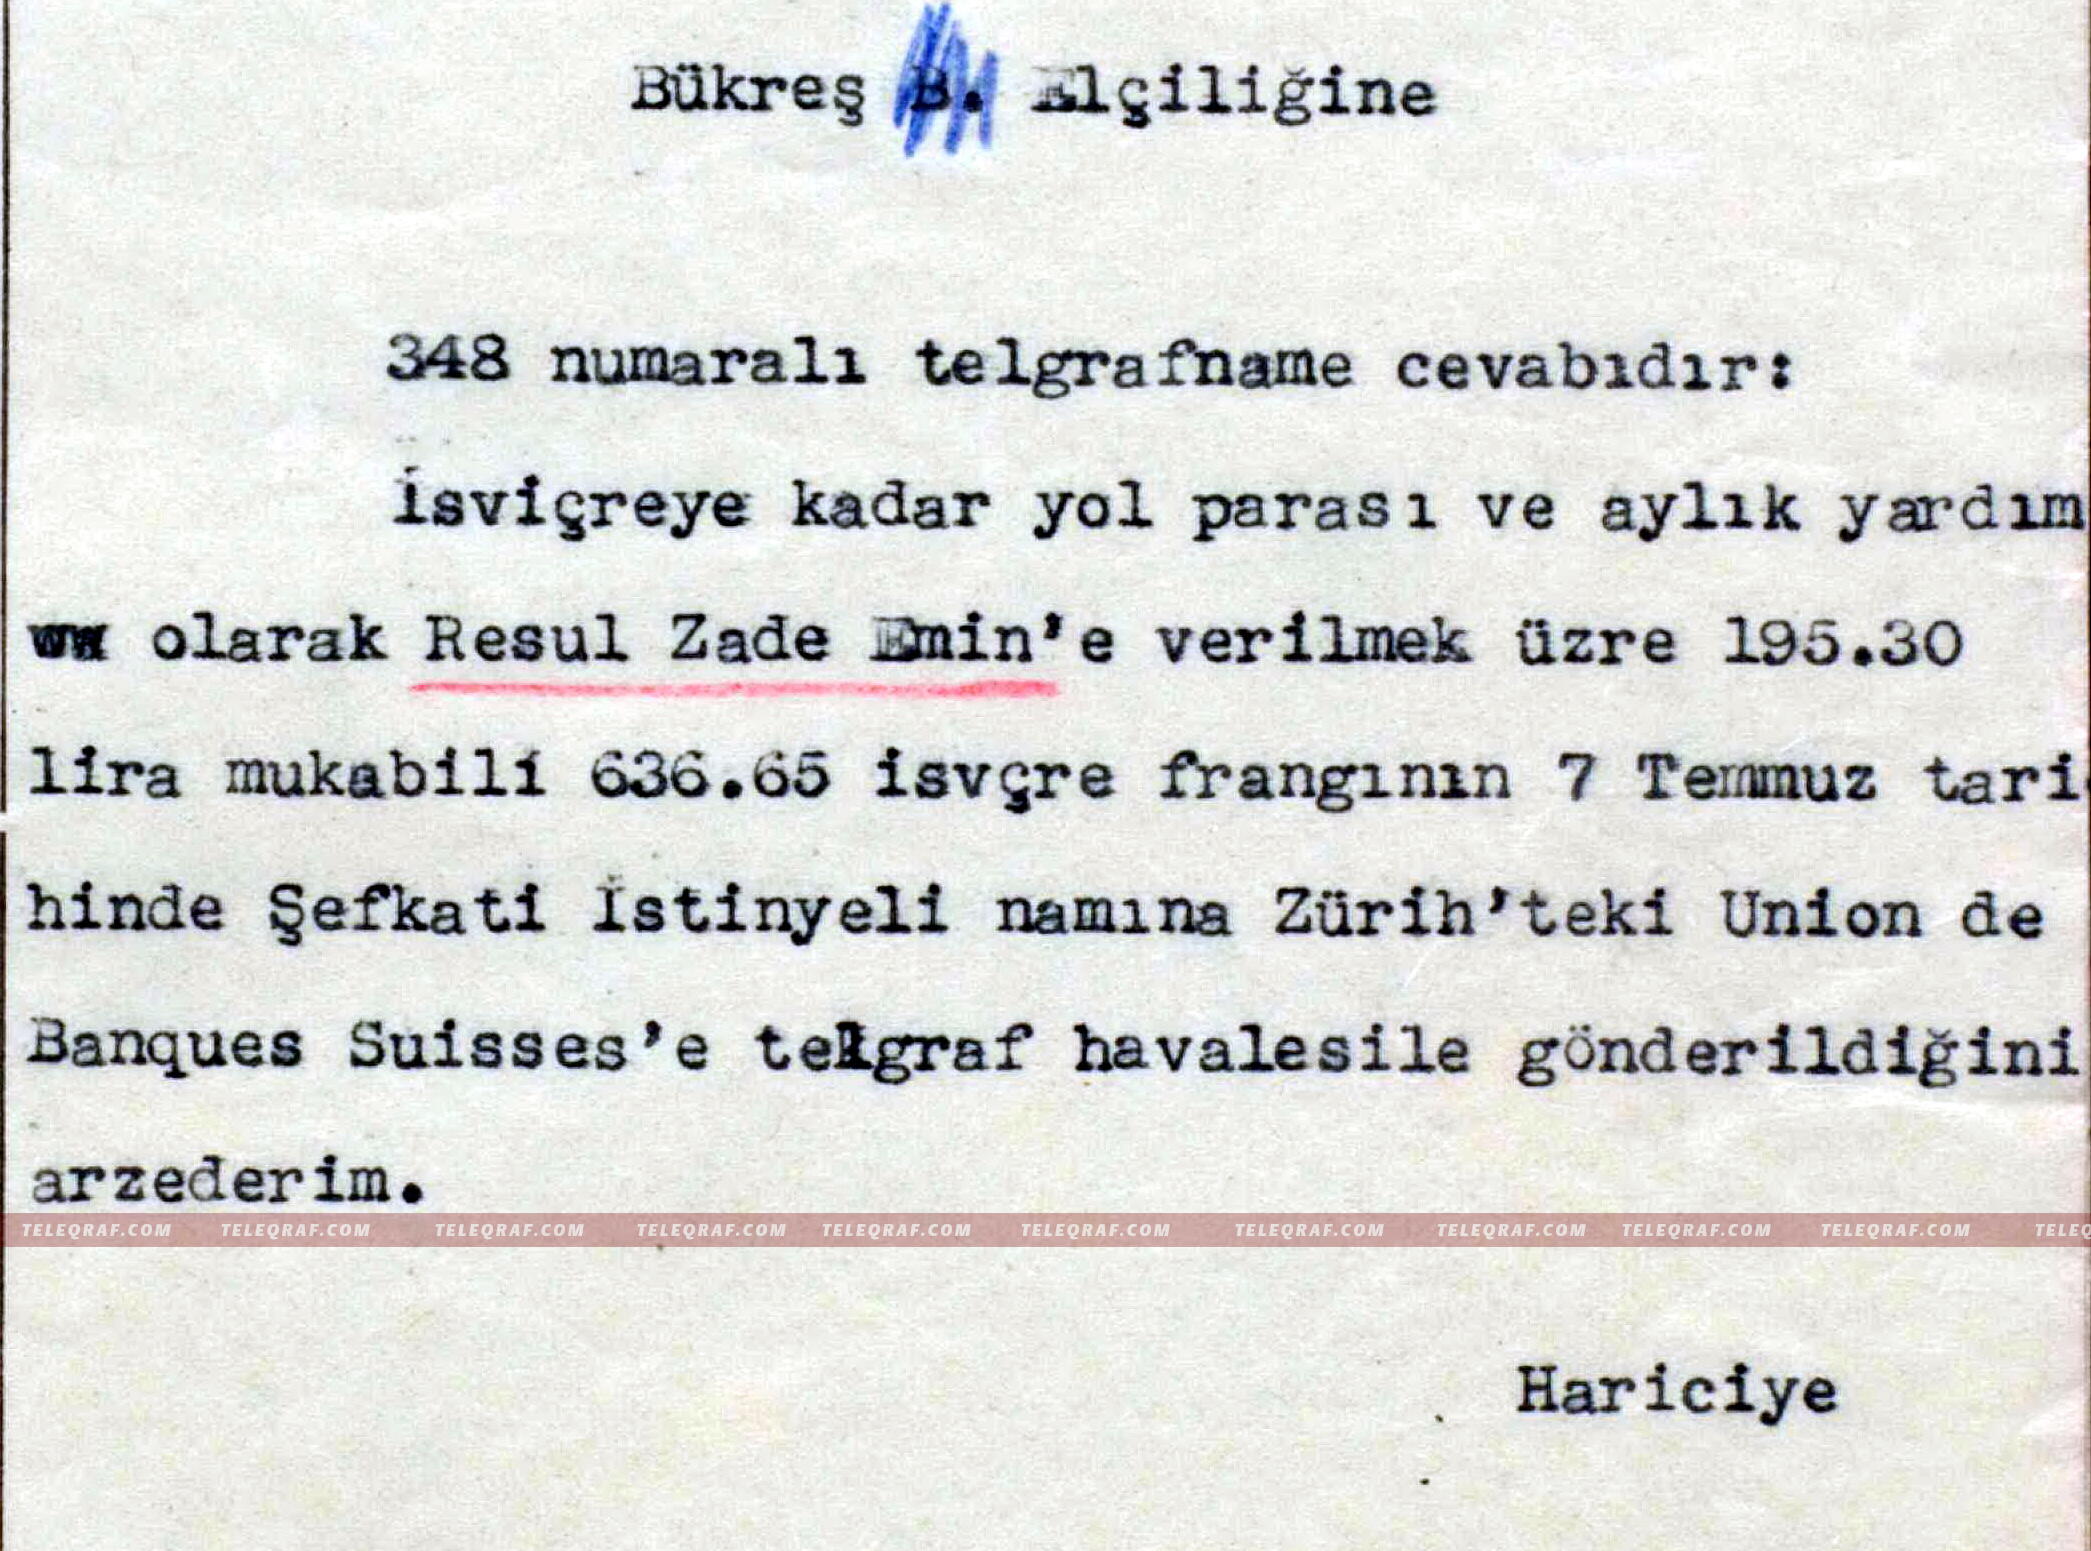 Bükreş B. Elçiliğine
348 numaralı telgrafname cevabıdır:
İsviçreye kadar yol parası ve aylık yardım
olarak Resul Zade Emin'e verilmek üzre 195.30
lira mukabili 636.65 isvçre frangının 7 Temmuz tari
hinde Şefkati İstinyeli namına Zürih'teki Union de
Banques Suisses'e telgraf havalesile gönderildiğini
arzederim.
TELEQRAF.COM TELEQRAF.COM TELEQRAF.COM TELEQRAF.COM TELEQRAF.COM TELEQRAF.COM TELEQRAF.COM TELEQRAF.COM TELEQRAF.COM TELEQRAF.COM TELEQ
Hariciye